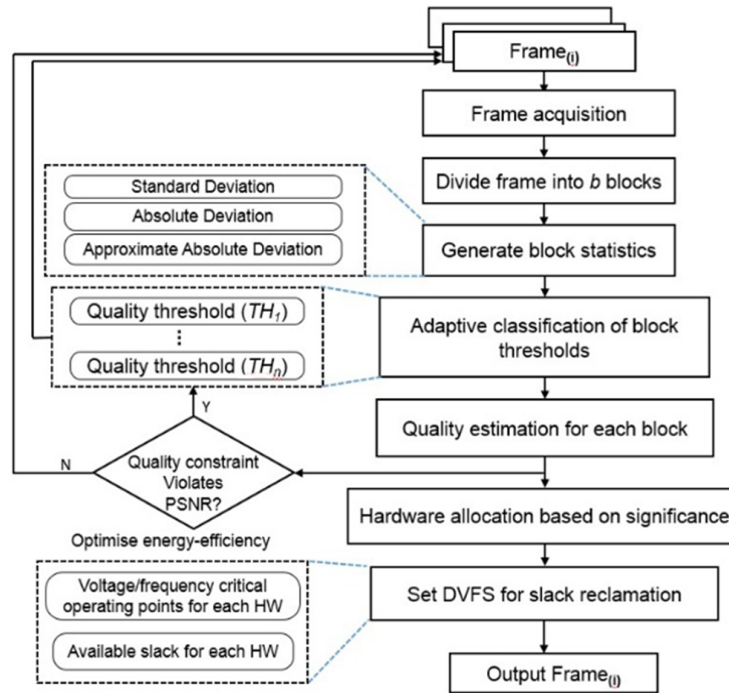 Frame(i)
Frame acquisition
Divide frame into b blocks
Standard Deviation
Absolute Deviation
Approximate Absolute Deviation
Generate block statistics
Quality threshold (TH1)
⋮
Quality threshold (THn)
Adaptive classification of block
thresholds
Y
Quality estimation for each block
N
Quality constraint
Violates
PSNR?
Optimise energy-efficiency
Hardware allocation based on significance
Voltage/frequency critical
operating points for each HW
Available slack for each HW
Set DVFS for slack reclamation
Output Frame(i)